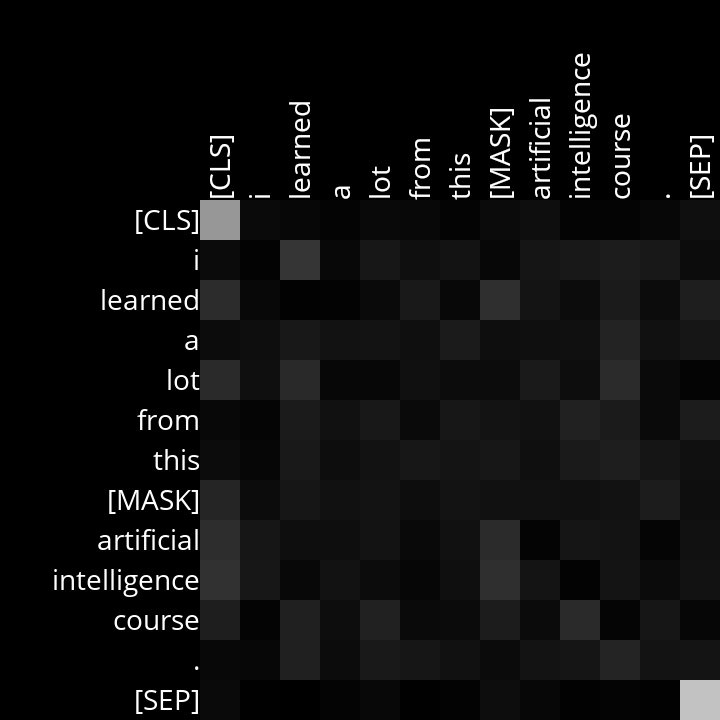 [CLS] i learned a lot from this [MASK] artificial intelligence course . [SEP]
[CLS]
i
learned
a
lot
from
this
[MASK]
artificial
intelligence
course
.
[SEP]